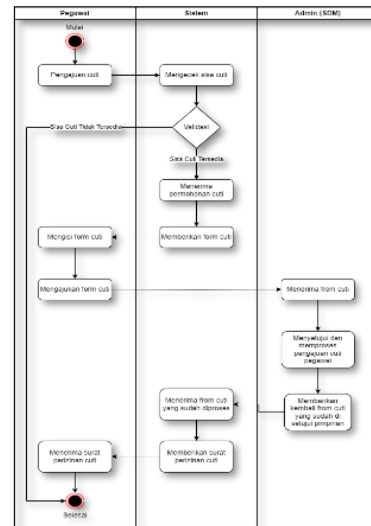 Pegawai
Sistem
Admin (SDM)
Mulai
Pengajuan cuti
Mengecek sisa cuti
Sisa Cuti Tidak Tersedia
Validasi
Sisa Cuti Tersedia
Menerima
permohonan cuti
Mengisi form cuti
Memberikan form cuti
Mengajukan form cuti
Menerima from cuti
Menyetujui dan
memproses
pengajuan cuti
pegawai
Menerima from cuti
yang sudah diproses
Memberikan
kembali from cuti
yang sudah di
setujui pimpinan
Menerima surat
perizinan cuti
Memberikan surat
perizinan cuti
Selesai